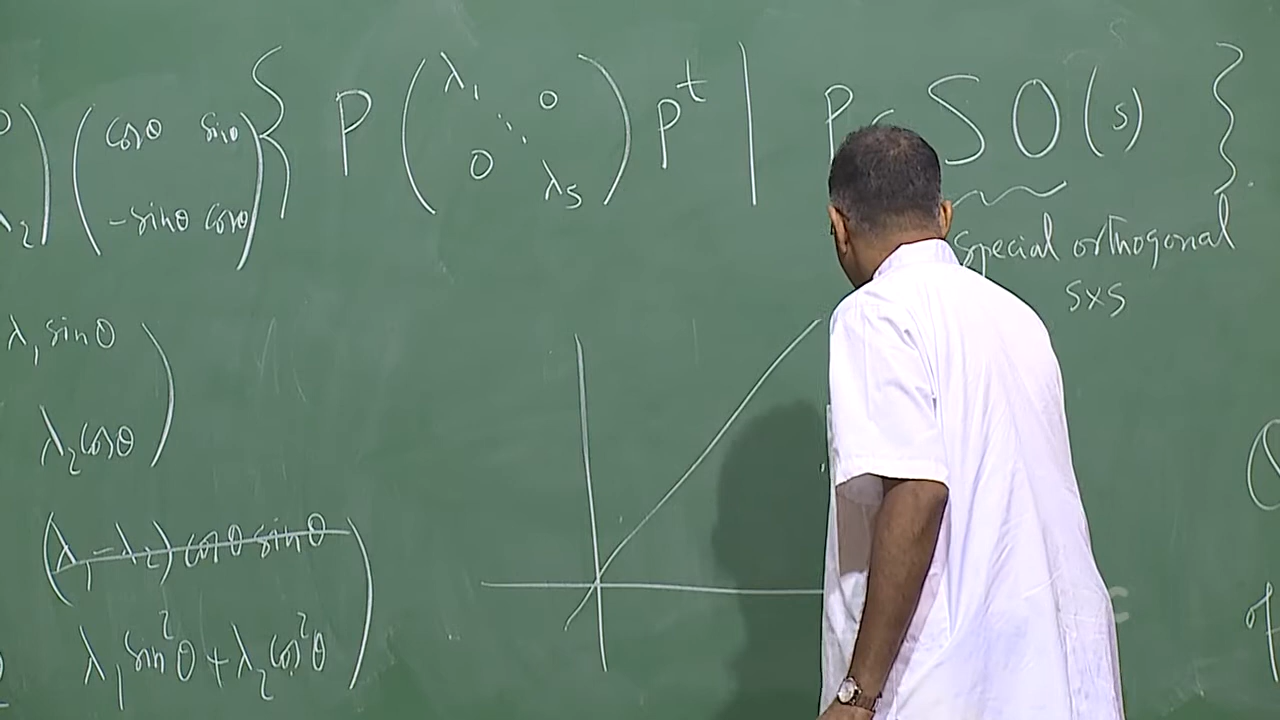 { P ( λ₁ 0
0 λ_s ) P^t | P SO(s) }
λ₂ ) ( cosθ sinθ
-sinθ cosθ )
special orthogonal
s×s
λ₁ sinθ
λ₂ cosθ )
(λ₁-λ₂) cosθ sinθ )
λ₁ sin²θ + λ₂ cos²θ
of